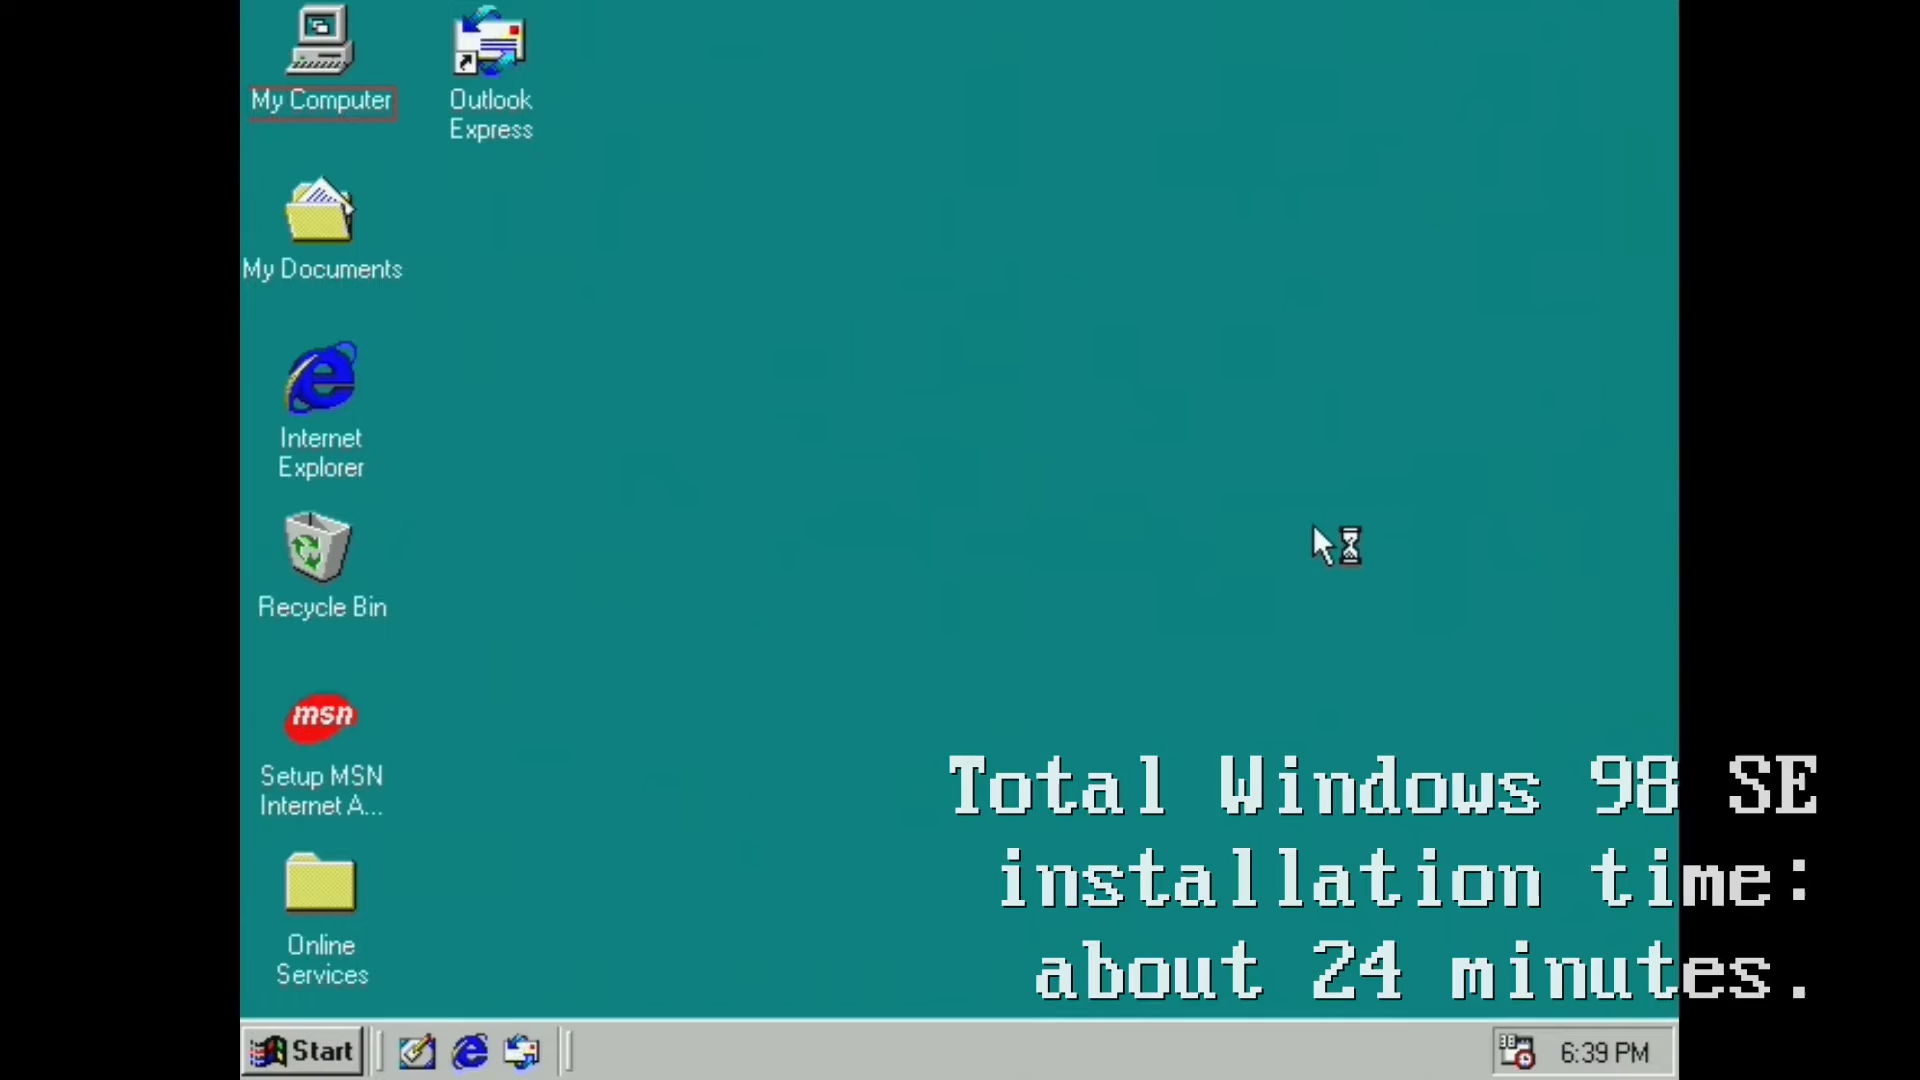 My Computer
Outlook
Express
My Documents
Internet
Explorer
Recycle Bin
msn
Setup MSN
Internet A...
Online
Services
Total Windows 98 SE
installation time:
about 24 minutes.
Start
6:39 PM